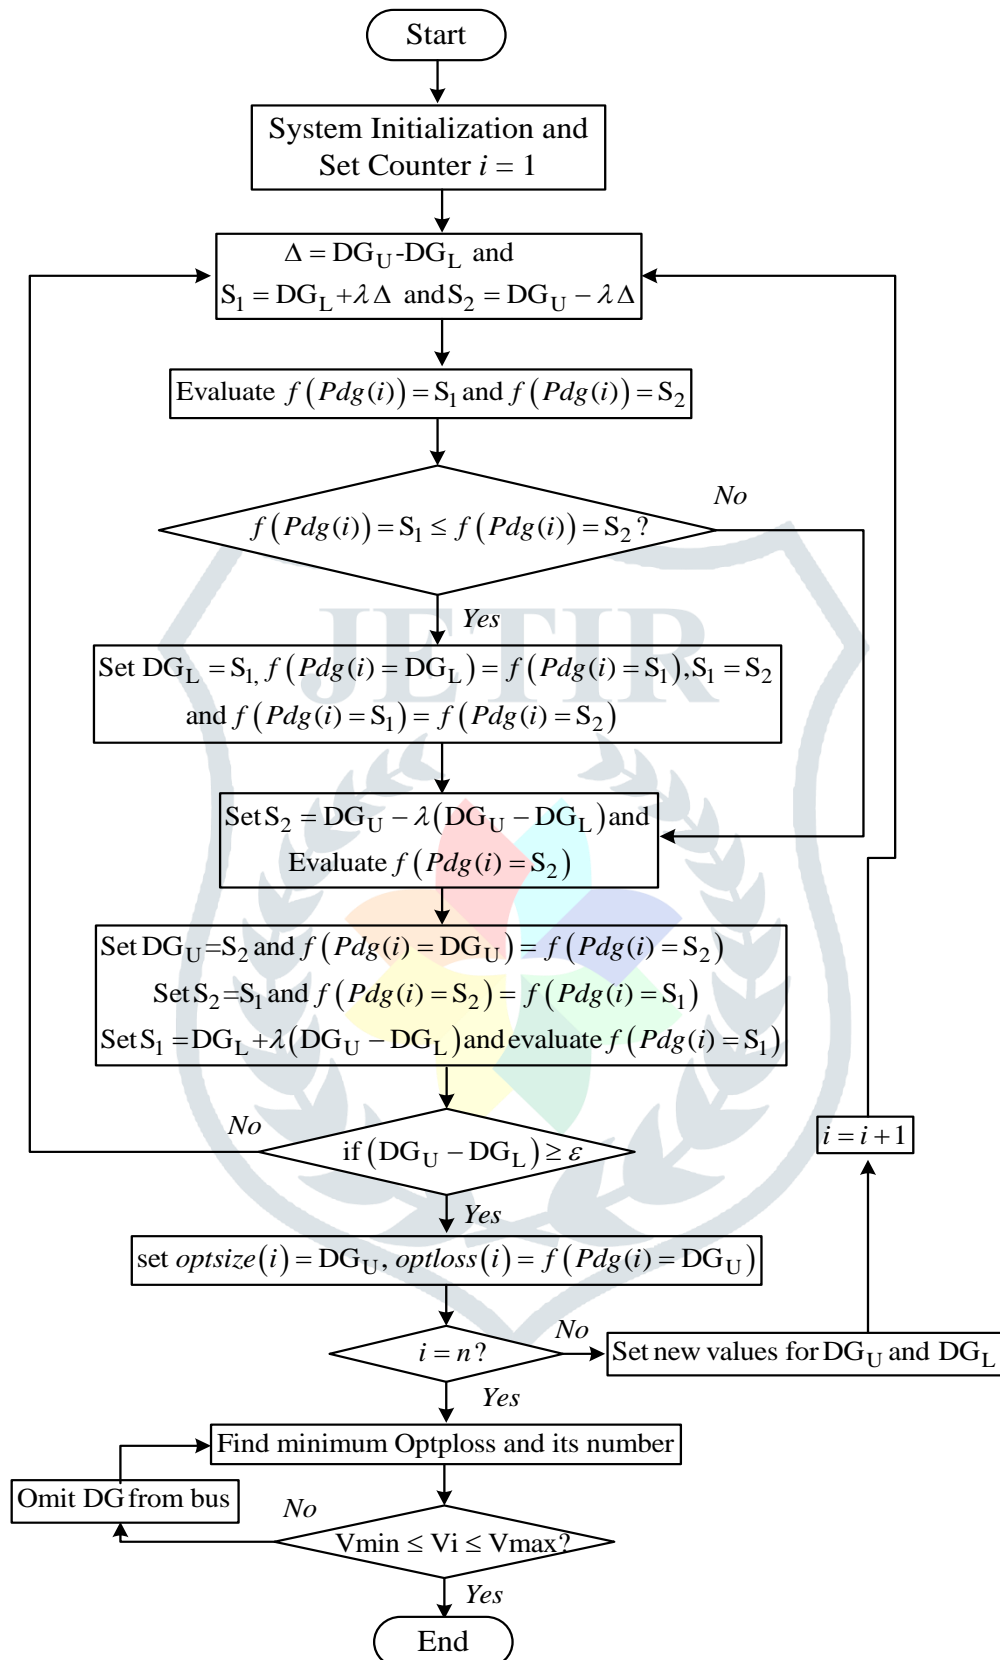 Start
System Initialization and
Set Counter i = 1
Δ = DG_U-DG_L and
S_1 = DG_L+λΔ and S_2 = DG_U − λΔ
Evaluate f(Pdg(i)) = S_1 and f(Pdg(i)) = S_2
No
f(Pdg(i)) = S_1 ≤ f(Pdg(i)) = S_2?
Yes
JETIR
Set DG_L = S_1, f(Pdg(i) = DG_L) = f(Pdg(i) = S_1), S_1 = S_2
and f(Pdg(i) = S_1) = f(Pdg(i) = S_2)
Set S_2 = DG_U − λ(DG_U − DG_L) and
Evaluate f(Pdg(i) = S_2)
Set DG_U=S_2 and f(Pdg(i) = DG_U) = f(Pdg(i) = S_2)
Set S_2=S_1 and f(Pdg(i) = S_2) = f(Pdg(i) = S_1)
Set S_1 = DG_L+λ(DG_U − DG_L) and evaluate f(Pdg(i) = S_1)
No
i = i+1
if (DG_U − DG_L) ≥ ε
Yes
set optsize(i) = DG_U, optloss(i) = f(Pdg(i) = DG_U)
No
i = n?
Set new values for DG_U and DG_L
Yes
Find minimum Optploss and its number
Omit DG from bus
No
Vmin ≤ Vi ≤ Vmax?
Yes
End